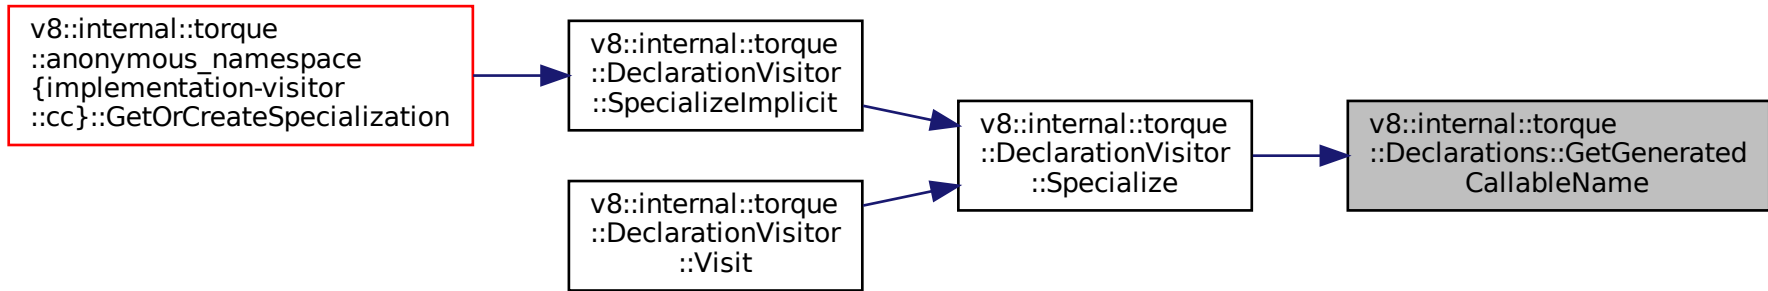 v8::internal::torque
::anonymous_namespace
{implementation-visitor
::cc}::GetOrCreateSpecialization
v8::internal::torque
::DeclarationVisitor
::SpecializeImplicit
v8::internal::torque
::DeclarationVisitor
::Visit
v8::internal::torque
::DeclarationVisitor
::Specialize
v8::internal::torque
::Declarations::GetGenerated
CallableName